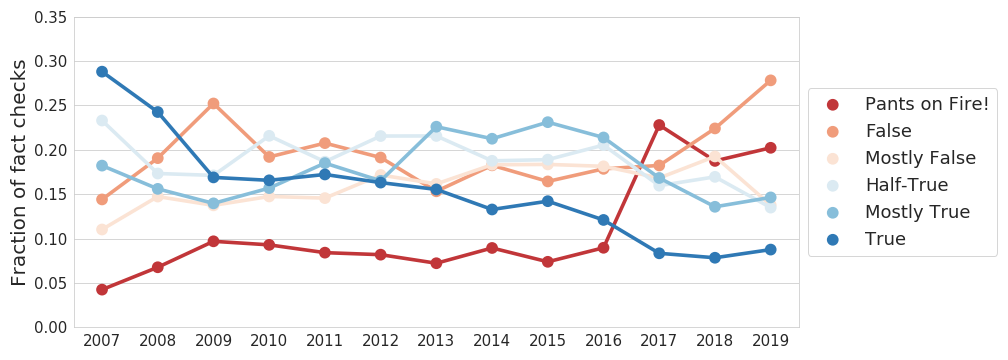 0.35
0.30
0.25
0.20
0.15
0.10
0.05
0.00
Fraction of fact checks
2007 2008 2009 2010 2011 2012 2013 2014 2015 2016 2017 2018 2019
Pants on Fire!
False
Mostly False
Half-True
Mostly True
True